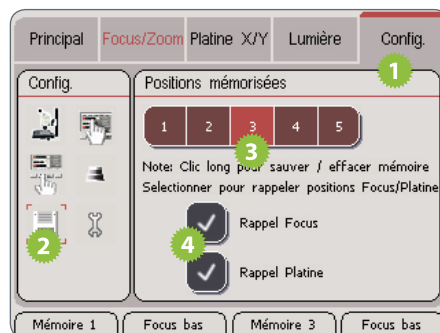 Principal Focus/Zoom Platine X/Y Lumière Config.
1
Config.
Positions mémorisées
1 2 3 4 5
3
Note: Clic long pour sauver / effacer mémoire
Selectionner pour rappeler positions Focus/Platine
2
Rappel Focus
4
Rappel Platine
Mémoire 1 Focus bas Mémoire 3 Focus bas